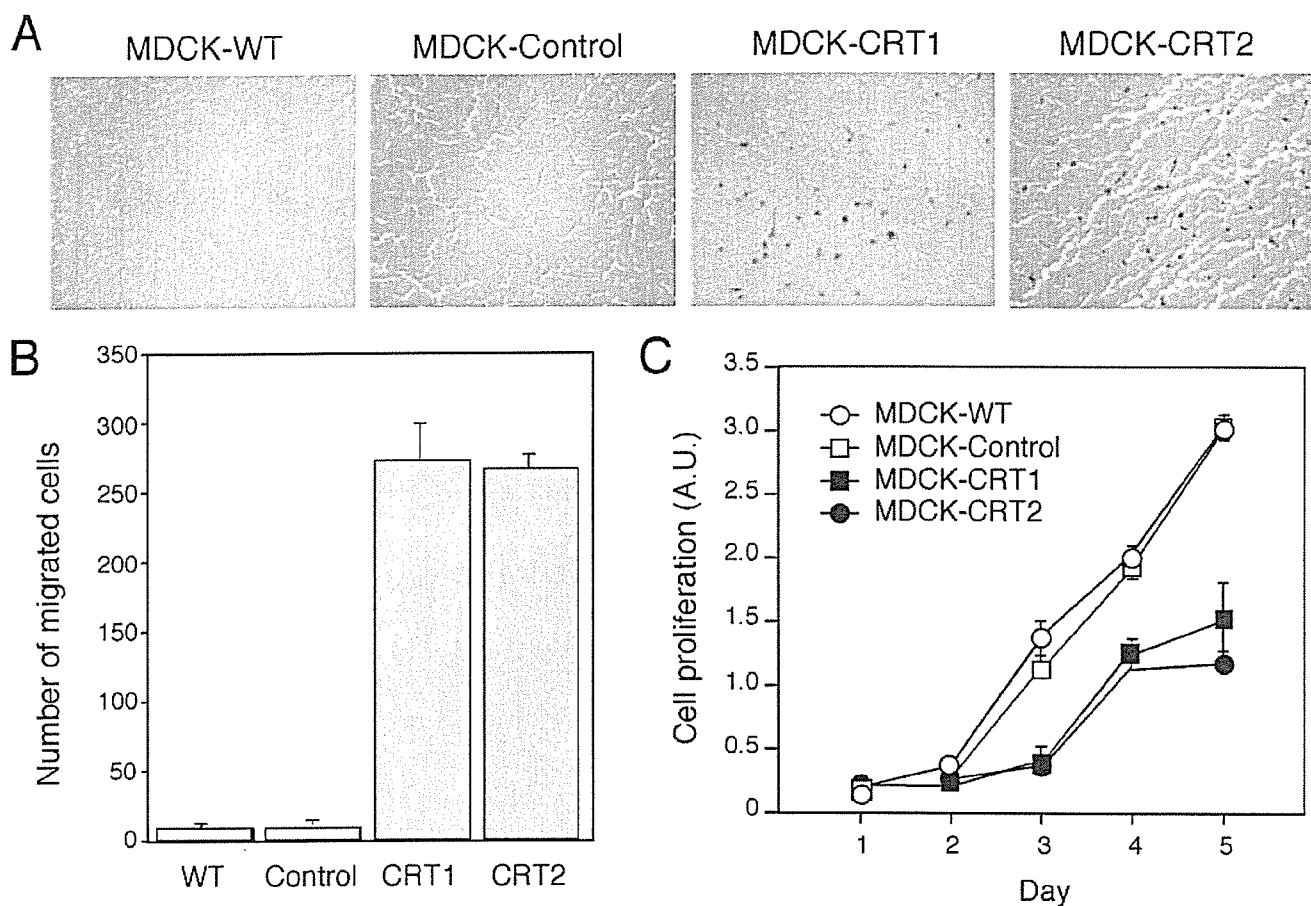 A
MDCK-WT
MDCK-Control
MDCK-CRT1
MDCK-CRT2
B
Number of migrated cells
350
300
250
200
150
100
50
0
WT
Control
CRT1
CRT2
C
Cell proliferation (A.U.)
3.5
3.0
2.5
2.0
1.5
1.0
0.5
0
MDCK-WT
MDCK-Control
MDCK-CRT1
MDCK-CRT2
1
2
3
4
5
Day